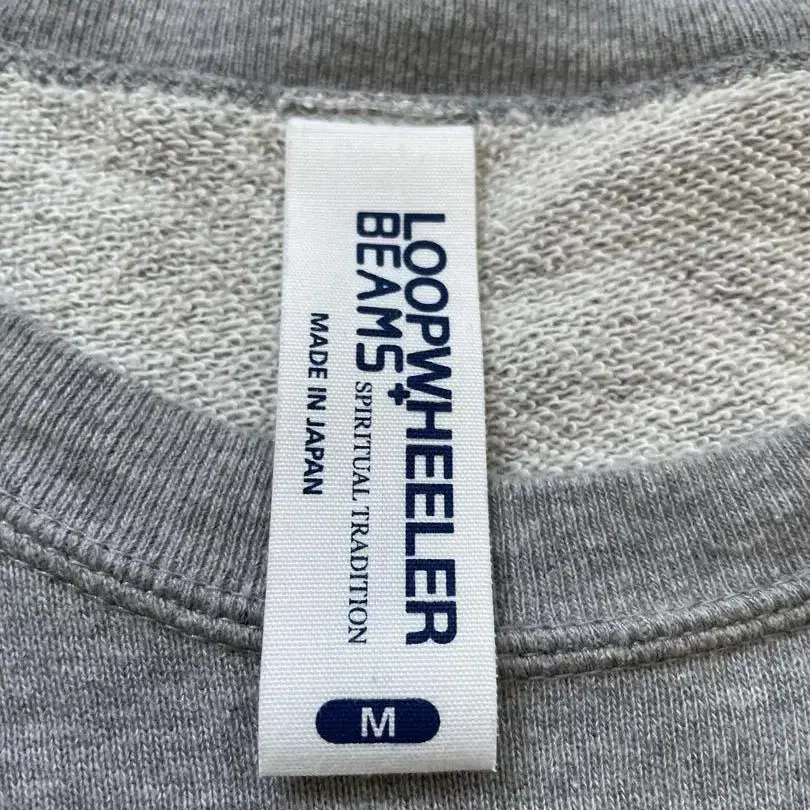 LOOPWHEELER
+
BEAMS SPIRITUAL TRADITION
MADE IN JAPAN
M